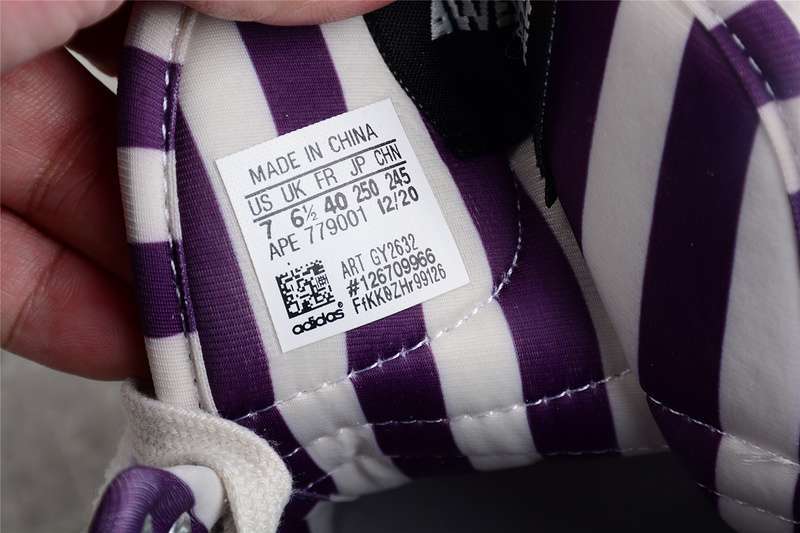 MADE IN CHINA
US UK FR JP CHN
7 6½ 40 250 245
APE 779001 12/20
ART GY2632
#126709966
FfKK0ZHr99126
adidas